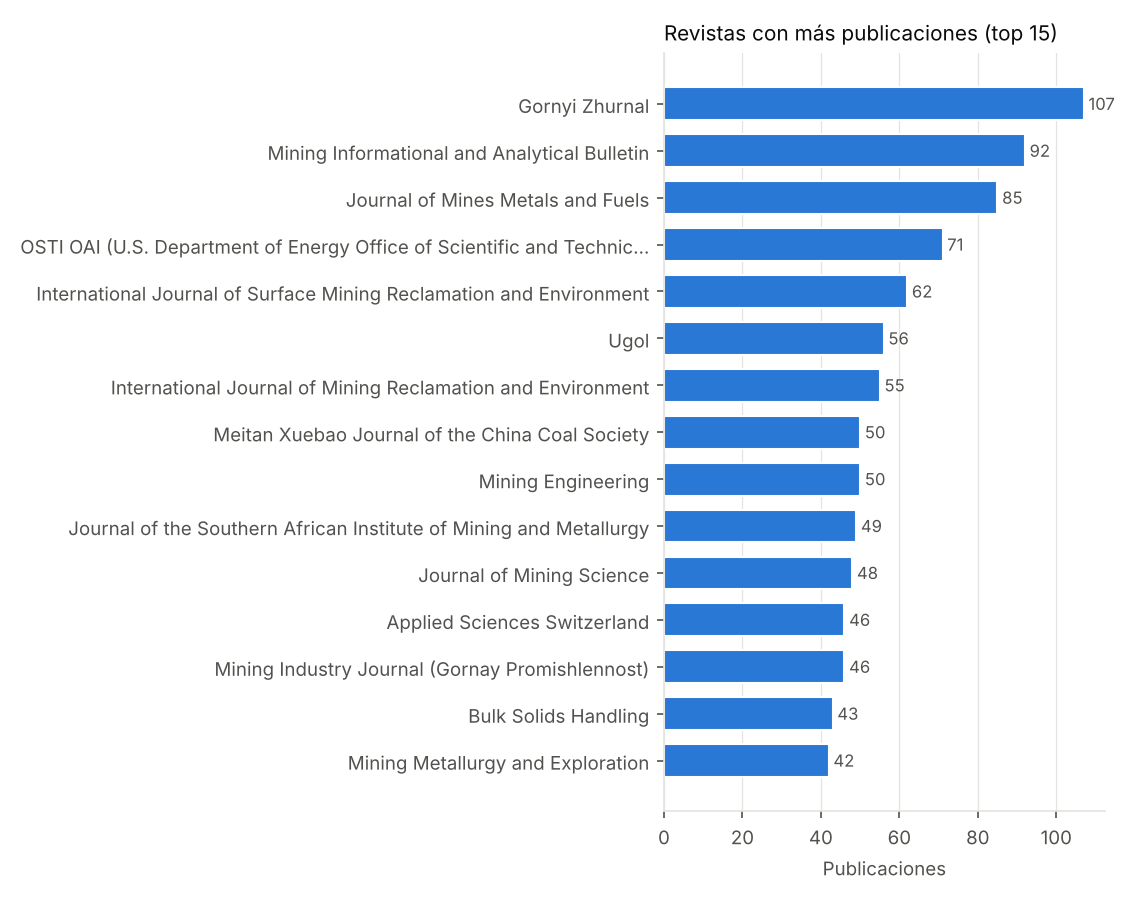 Revistas con más publicaciones (top 15)
Gornyi Zhurnal 107
Mining Informational and Analytical Bulletin 92
Journal of Mines Metals and Fuels 85
OSTI OAI (U.S. Department of Energy Office of Scientific and Technic... 71
International Journal of Surface Mining Reclamation and Environment 62
Ugol 56
International Journal of Mining Reclamation and Environment 55
Meitan Xuebao Journal of the China Coal Society 50
Mining Engineering 50
Journal of the Southern African Institute of Mining and Metallurgy 49
Journal of Mining Science 48
Applied Sciences Switzerland 46
Mining Industry Journal (Gornay Promishlennost) 46
Bulk Solids Handling 43
Mining Metallurgy and Exploration 42
0 20 40 60 80 100
Publicaciones